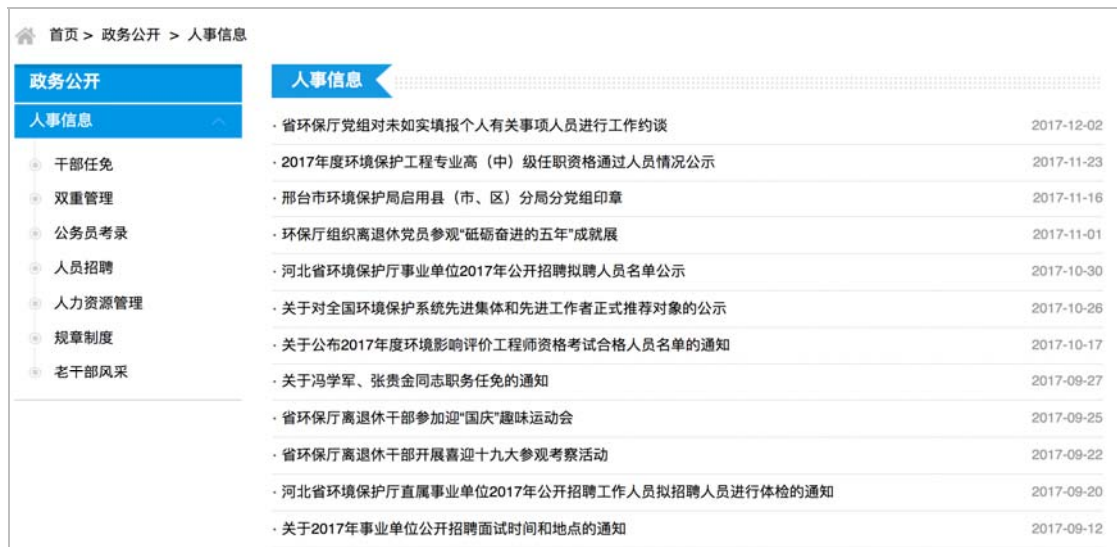 首页 > 政务公开 > 人事信息
政务公开
人事信息
干部任免
双重管理
公务员考录
人员招聘
人力资源管理
规章制度
老干部风采
人事信息
· 省环保厅党组对未如实填报个人有关事项人员进行工作约谈 2017-12-02
· 2017年度环境保护工程专业高（中）级任职资格通过人员情况公示 2017-11-23
· 邢台市环境保护局启用县（市、区）分局分党组印章 2017-11-16
· 环保厅组织离退休党员参观“砥砺奋进的五年”成就展 2017-11-01
· 河北省环境保护厅事业单位2017年公开招聘拟聘人员名单公示 2017-10-30
· 关于对全国环境保护系统先进集体和先进工作者正式推荐对象的公示 2017-10-26
· 关于公布2017年度环境影响评价工程师资格考试合格人员名单的通知 2017-10-17
· 关于冯学军、张贵金同志职务任免的通知 2017-09-27
· 省环保厅离退休干部参加迎“国庆”趣味运动会 2017-09-25
· 省环保厅离退休干部开展喜迎十九大参观考察活动 2017-09-22
· 河北省环境保护厅直属事业单位2017年公开招聘工作人员拟招聘人员进行体检的通知 2017-09-20
· 关于2017年事业单位公开招聘面试时间和地点的通知 2017-09-12